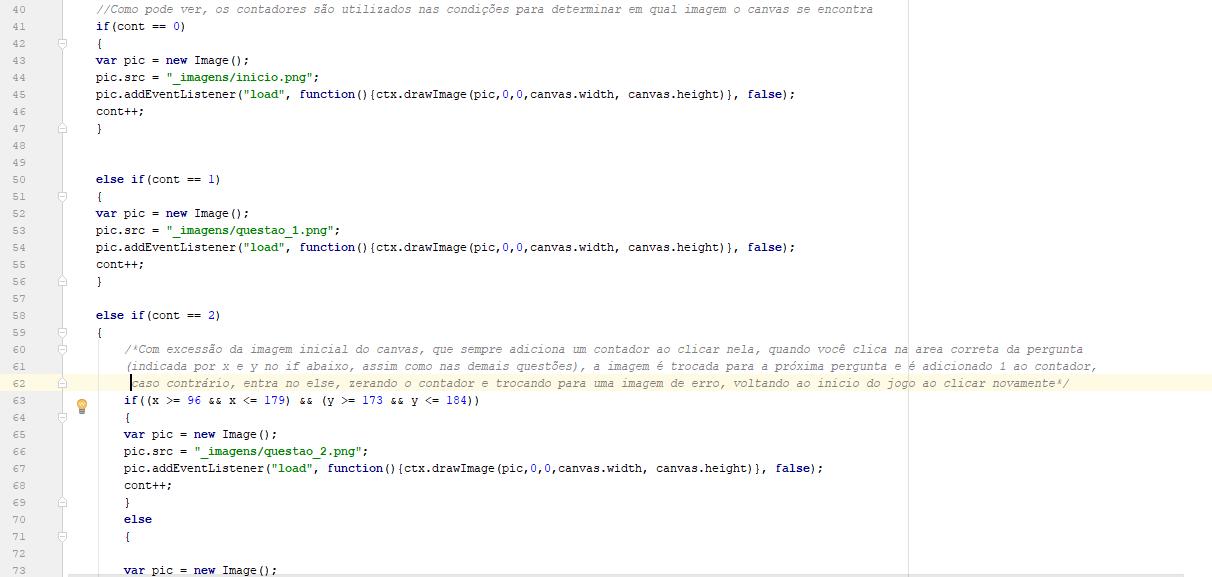 40 //Como pode ver, os contadores são utilizados nas condições para determinar em qual imagem o canvas se encontra
41 if(cont == 0)
42 {
43 var pic = new Image();
44 pic.src = "_imagens/inicio.png";
45 pic.addEventListener("load", function(){ctx.drawImage(pic,0,0,canvas.width, canvas.height)}, false);
46 cont++;
47 }
48
49
50 else if(cont == 1)
51 {
52 var pic = new Image();
53 pic.src = "_imagens/questao_1.png";
54 pic.addEventListener("load", function(){ctx.drawImage(pic,0,0,canvas.width, canvas.height)}, false);
55 cont++;
56 }
57
58 else if(cont == 2)
59 {
60 /*Com excessão da imagem inicial do canvas, que sempre adiciona um contador ao clicar nela, quando você clica na area correta da pergunta
61 (indicada por x e y no if abaixo, assim como nas demais questões), a imagem é trocada para a próxima pergunta e é adicionado 1 ao contador,
62 caso contrário, entra no else, zerando o contador e trocando para uma imagem de erro, voltando ao inicio do jogo ao clicar novamente*/
63 if((x >= 96 && x <= 179) && (y >= 173 && y <= 184))
64 {
65 var pic = new Image();
66 pic.src = "_imagens/questao_2.png";
67 pic.addEventListener("load", function(){ctx.drawImage(pic,0,0,canvas.width, canvas.height)}, false);
68 cont++;
69 }
70 else
71 {
72
73 var pic = new Image();